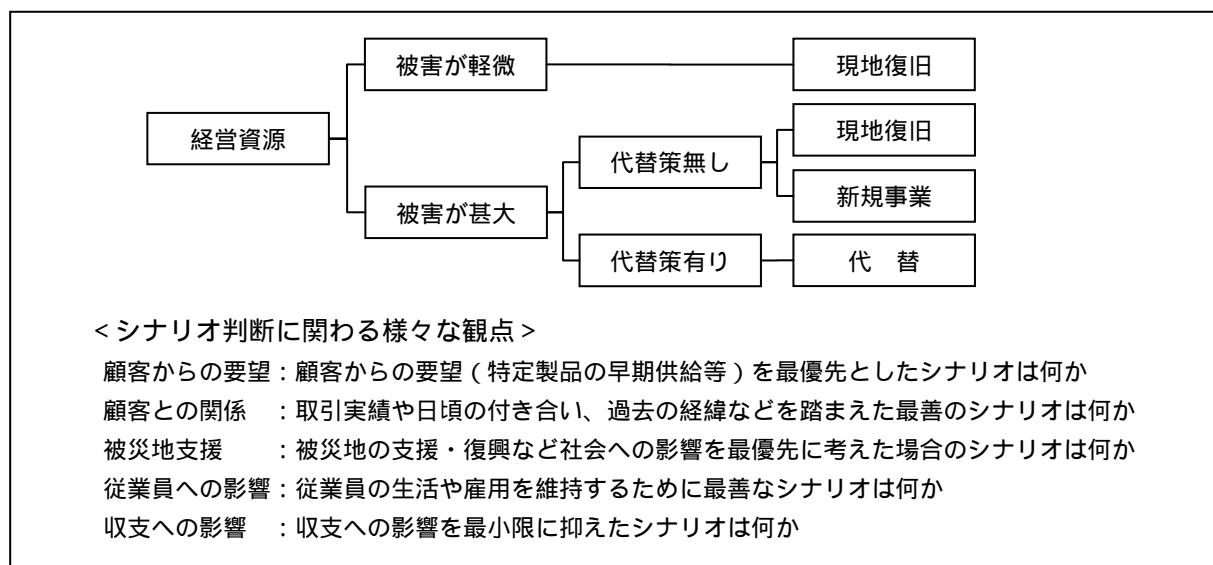 被害が軽微
現地復旧
経営資源
現地復旧
代替策無し
被害が甚大
新規事業
代替策有り
代　替
＜シナリオ判断に関わる様々な観点＞
顧客からの要望：顧客からの要望（特定製品の早期供給等）を最優先としたシナリオは何か
顧客との関係　：取引実績や日頃の付き合い、過去の経緯などを踏まえた最善のシナリオは何か
被災地支援　　：被災地の支援・復興など社会への影響を最優先に考えた場合のシナリオは何か
従業員への影響：従業員の生活や雇用を維持するために最善なシナリオは何か
収支への影響　：収支への影響を最小限に抑えたシナリオは何か